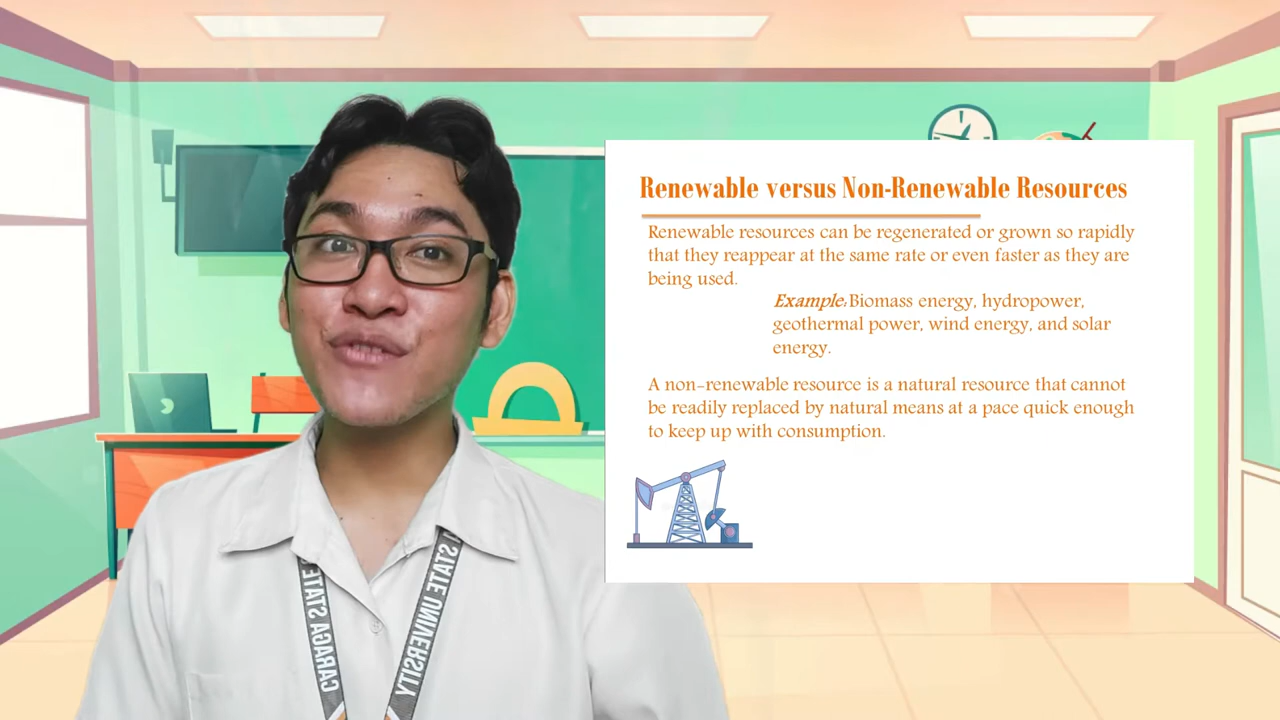 Renewable versus Non-Renewable Resources
Renewable resources can be regenerated or grown so rapidly
that they reappear at the same rate or even faster as they are
being used.
Example: Biomass energy, hydropower,
geothermal power, wind energy, and solar
energy.
A non-renewable resource is a natural resource that cannot
be readily replaced by natural means at a pace quick enough
to keep up with consumption.
CARAGA STATE
STATE UNIVERSITY